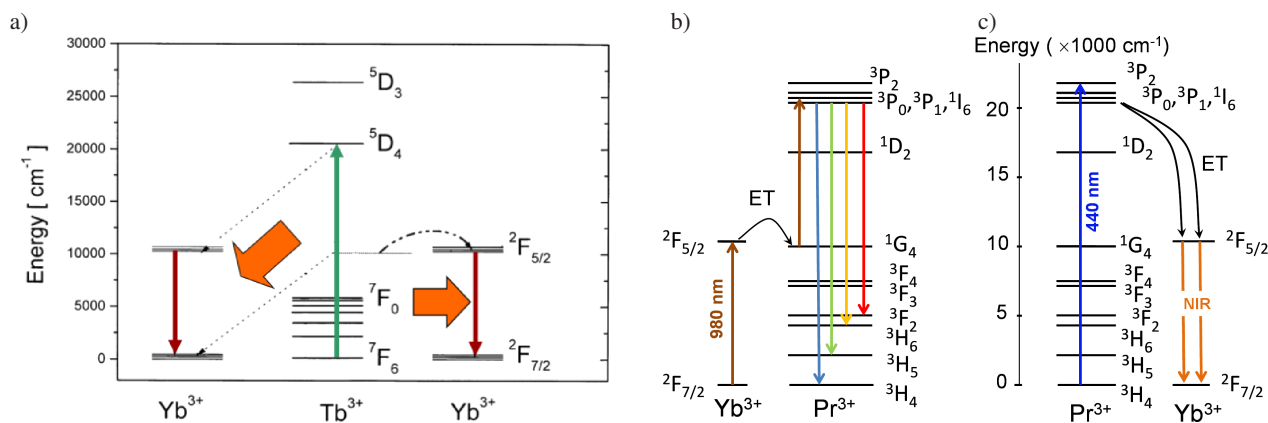 a)
30000
25000
20000
15000
10000
5000
0
Energy [ cm⁻¹]
⁵D₃
⁵D₄
⁷F₀
⁷F₆
²F₅/₂
²F₇/₂
Yb³⁺
Tb³⁺
Yb³⁺
b)
³P₂
³P₀,³P₁,¹I₆
¹D₂
ET
²F₅/₂
¹G₄
³F₄
³F₃
³F₂
³H₆
³H₅
³H₄
980 nm
²F₇/₂
Yb³⁺
Pr³⁺
c)
Energy ( ×1000 cm⁻¹)
20
15
10
5
0
³P₂
³P₀,³P₁,¹I₆
¹D₂
ET
440 nm
¹G₄
²F₅/₂
³F₄
³F₃
³F₂
³H₆
³H₅
³H₄
NIR
²F₇/₂
Pr³⁺
Yb³⁺